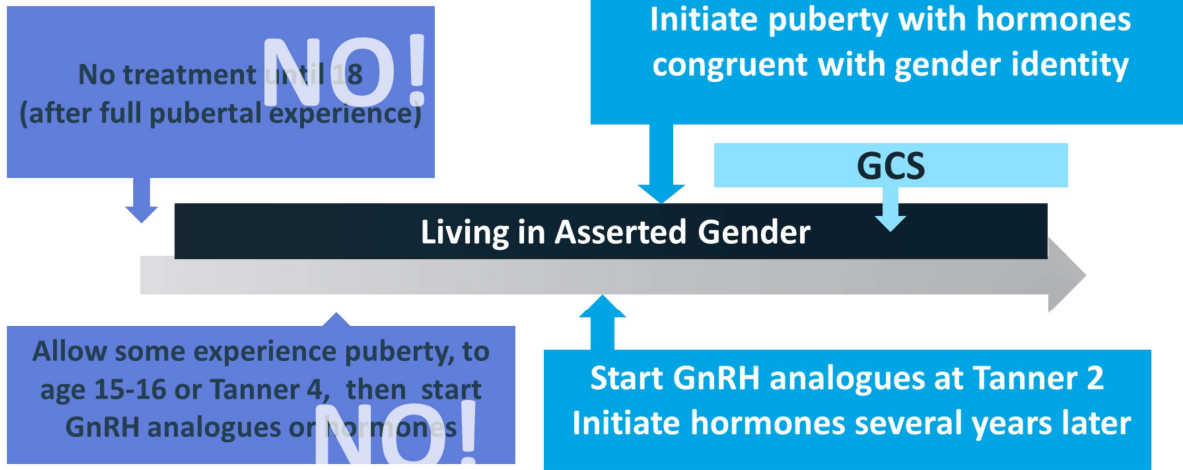 No treatment until 18
(after full pubertal experience)
NO!
Initiate puberty with hormones
congruent with gender identity
GCS
Living in Asserted Gender
Allow some experience puberty, to
age 15-16 or Tanner 4, then start
GnRH analogues or hormones
NO!
Start GnRH analogues at Tanner 2
Initiate hormones several years later